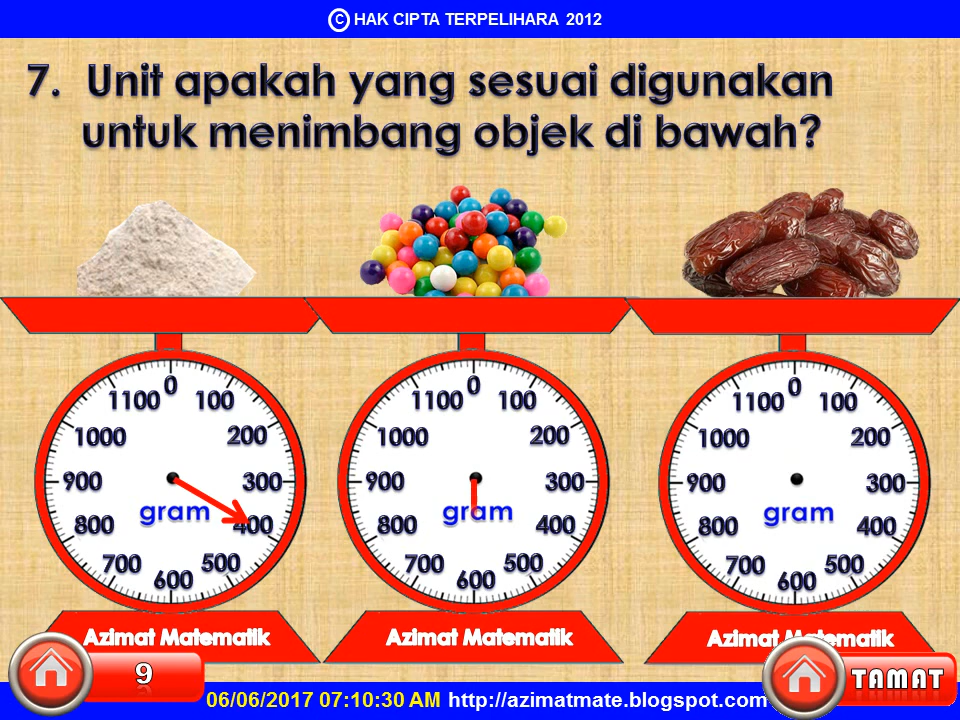 C HAK CIPTA TERPELIHARA 2012
7. Unit apakah yang sesuai digunakan
untuk menimbang objek di bawah?
0
1100 100
1000 200
900 300
gram
800 400
700 500
600
Azimat Matematik
0
1100 100
1000 200
900 300
gram
800 400
700 500
600
Azimat Matematik
0
1100 100
1000 200
900 300
gram
800 400
700 500
600
Azimat Matematik
9
TAMAT
06/06/2017 07:10:30 AM http://azimatmate.blogspot.com